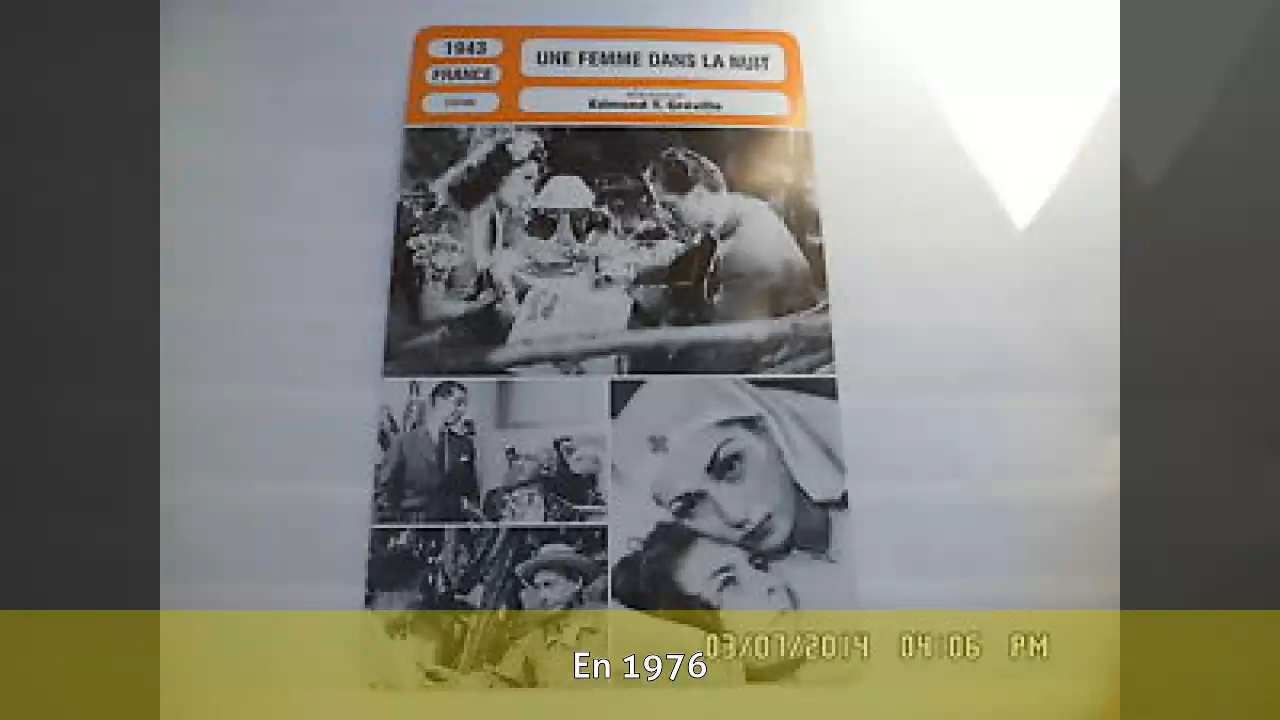 1943
UNE FEMME DANS LA NUIT
FRANCE
Edmond T. Gréville
03/07/2014 04:06 PM
En 1976